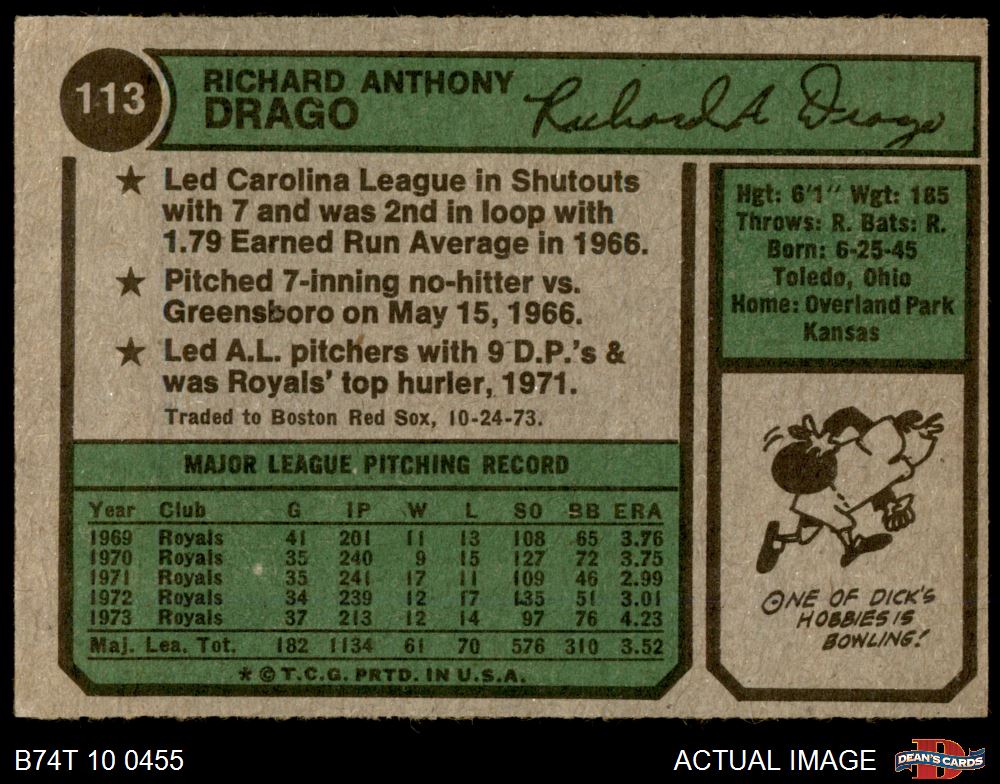 113
RICHARD ANTHONY
DRAGO
Richard A Drago
★ Led Carolina League in Shutouts
with 7 and was 2nd in loop with
1.79 Earned Run Average in 1966.
★ Pitched 7-inning no-hitter vs.
Greensboro on May 15, 1966.
★ Led A.L. pitchers with 9 D.P.'s &
was Royals' top hurler, 1971.
Traded to Boston Red Sox, 10-24-73.
MAJOR LEAGUE PITCHING RECORD
Year Club G IP W L SO BB ERA
1969 Royals 41 201 11 13 108 65 3.76
1970 Royals 35 240 9 15 127 72 3.75
1971 Royals 35 241 17 11 109 46 2.99
1972 Royals 34 239 12 17 135 51 3.01
1973 Royals 37 213 12 14 97 76 4.23
Maj. Lea. Tot. 182 1134 61 70 576 310 3.52
* © T.C.G. PRTD. IN U.S.A.
Hgt: 6'1" Wgt: 185
Throws: R. Bats: R.
Born: 6-25-45
Toledo, Ohio
Home: Overland Park
Kansas
ONE OF DICK'S
HOBBIES IS
BOWLING!
B74T 10 0455
ACTUAL IMAGE
D
DEAN'S CARDS